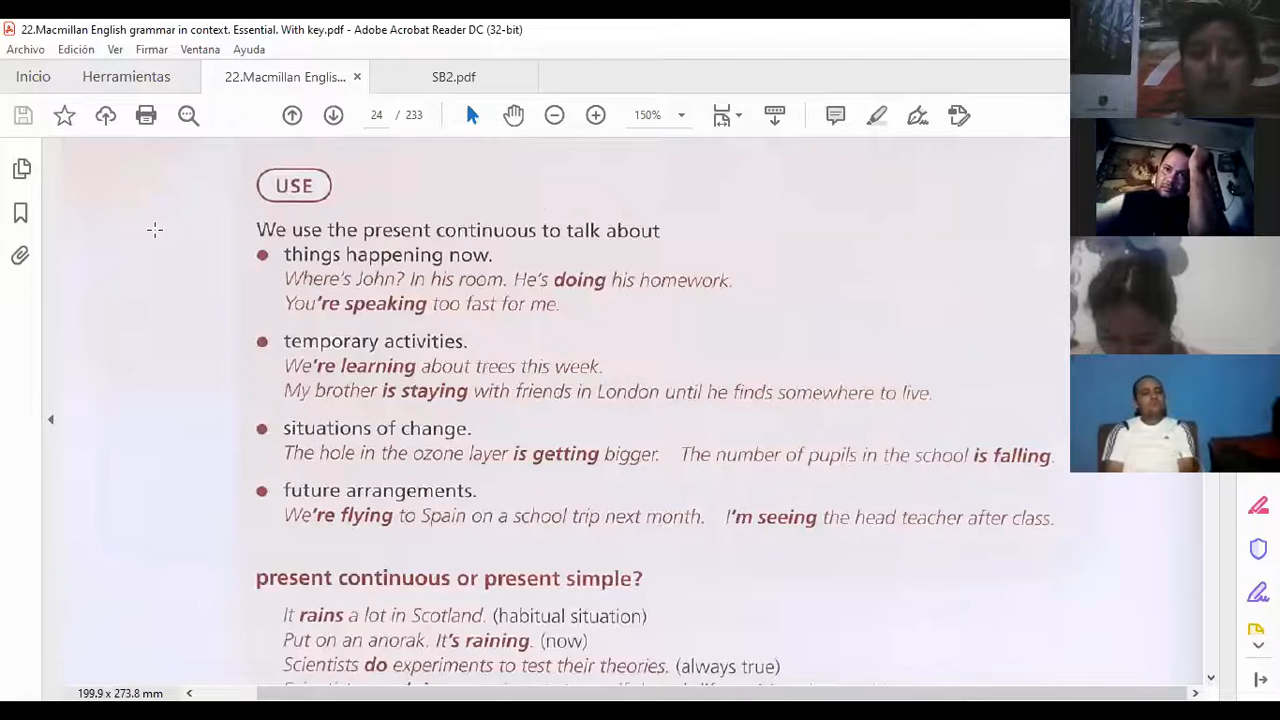 22.Macmillan English grammar in context. Essential. With key.pdf - Adobe Acrobat Reader DC (32-bit)
Archivo Edición Ver Firmar Ventana Ayuda
Inicio Herramientas 22.Macmillan Englis... × SB2.pdf
24 / 233 150%
USE
We use the present continuous to talk about
● things happening now.
Where's John? In his room. He's doing his homework.
You're speaking too fast for me.
● temporary activities.
We're learning about trees this week.
My brother is staying with friends in London until he finds somewhere to live.
● situations of change.
The hole in the ozone layer is getting bigger. The number of pupils in the school is falling.
● future arrangements.
We're flying to Spain on a school trip next month. I'm seeing the head teacher after class.
present continuous or present simple?
It rains a lot in Scotland. (habitual situation)
Put on an anorak. It's raining. (now)
Scientists do experiments to test their theories. (always true)
199.9 x 273.8 mm